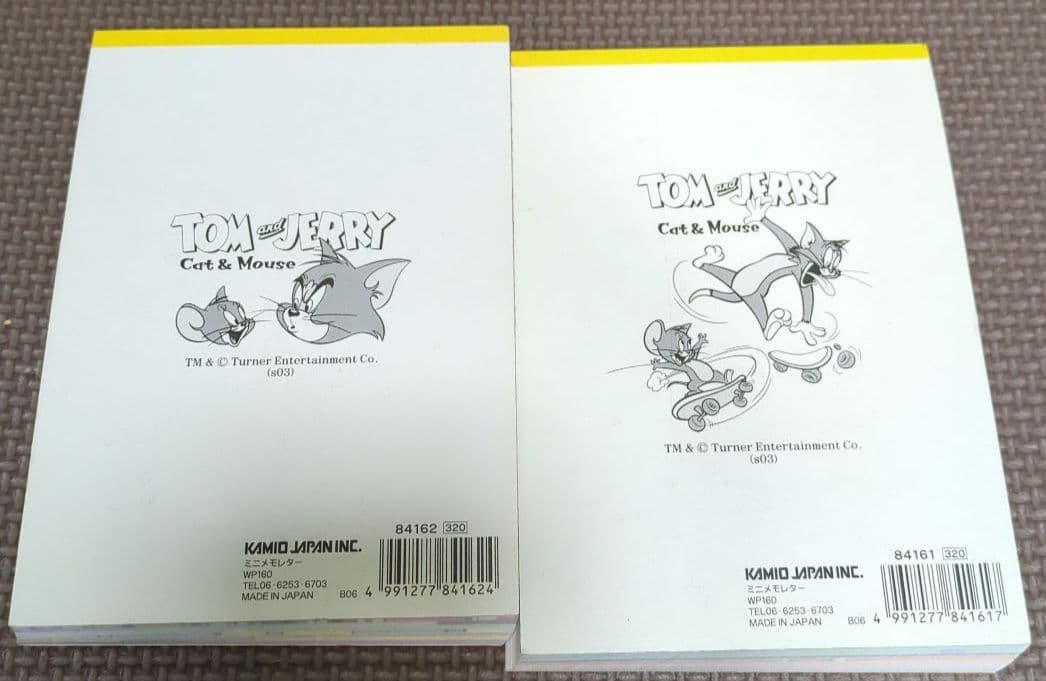 TOM and JERRY
Cat & Mouse
TM & © Turner Entertainment Co.
(s03)
84162 320
KAMIO JAPAN INC.
ミニメモレター
WP160
TEL06-6253-6703
MADE IN JAPAN B06
4 991277 841624
TOM and JERRY
Cat & Mouse
TM & © Turner Entertainment Co.
(s03)
84161 320
KAMIO JAPAN INC.
ミニメモレター
WP160
TEL06-6253-6703
MADE IN JAPAN B06
4 991277 841617